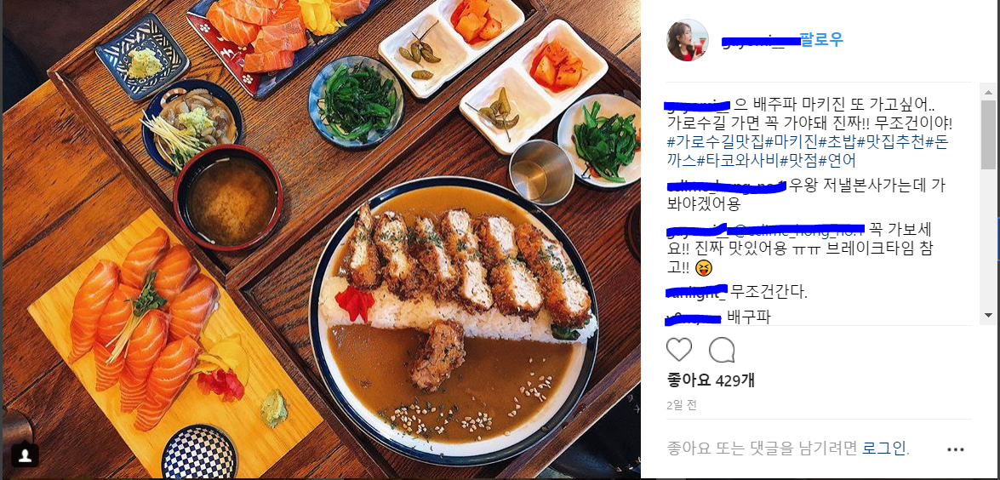 팔로우
으 배주파 마키진 또 가고싶어..
가로수길 가면 꼭 가야돼 진짜!! 무조건이야!
#가로수길맛집#마키진#초밥#맛집추천#돈
까스#타코와사비#맛점#연어
우왕 저낼본사가는데 가
봐야겠어용
꼭 가보세
요!! 진짜 맛있어용 ㅠㅠ 브레이크타임 참
고!!
무조건간다.
배구파
좋아요 429개
2일 전
좋아요 또는 댓글을 남기려면 로그인.